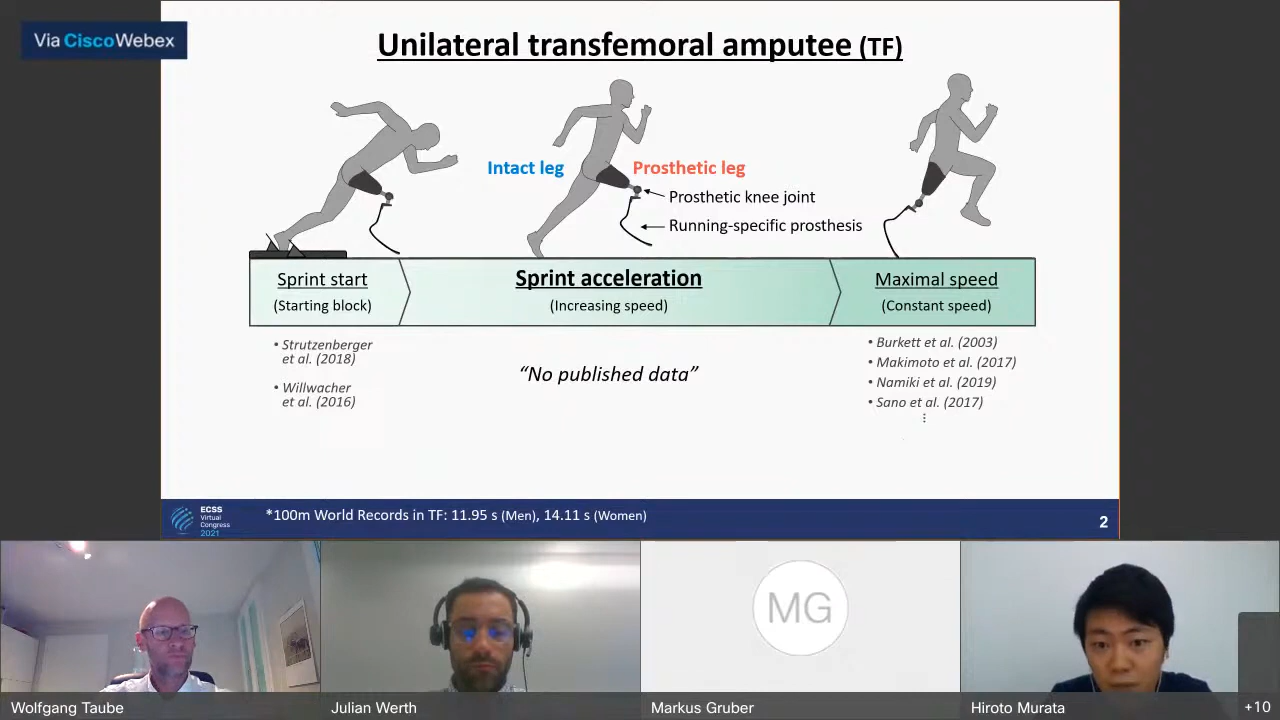 Via CiscoWebex
Unilateral transfemoral amputee (TF)
Intact leg
Prosthetic leg
Prosthetic knee joint
Running-specific prosthesis
Sprint start
(Starting block)
Sprint acceleration
(Increasing speed)
Maximal speed
(Constant speed)
• Strutzenberger
et al. (2018)
• Willwacher
et al. (2016)
“No published data”
• Burkett et al. (2003)
• Makimoto et al. (2017)
• Namiki et al. (2019)
• Sano et al. (2017)
⋮
ECSS
Virtual
Congress
2021
*100m World Records in TF: 11.95 s (Men), 14.11 s (Women)
2
MG
Wolfgang Taube
Julian Werth
Markus Gruber
Hiroto Murata
+10